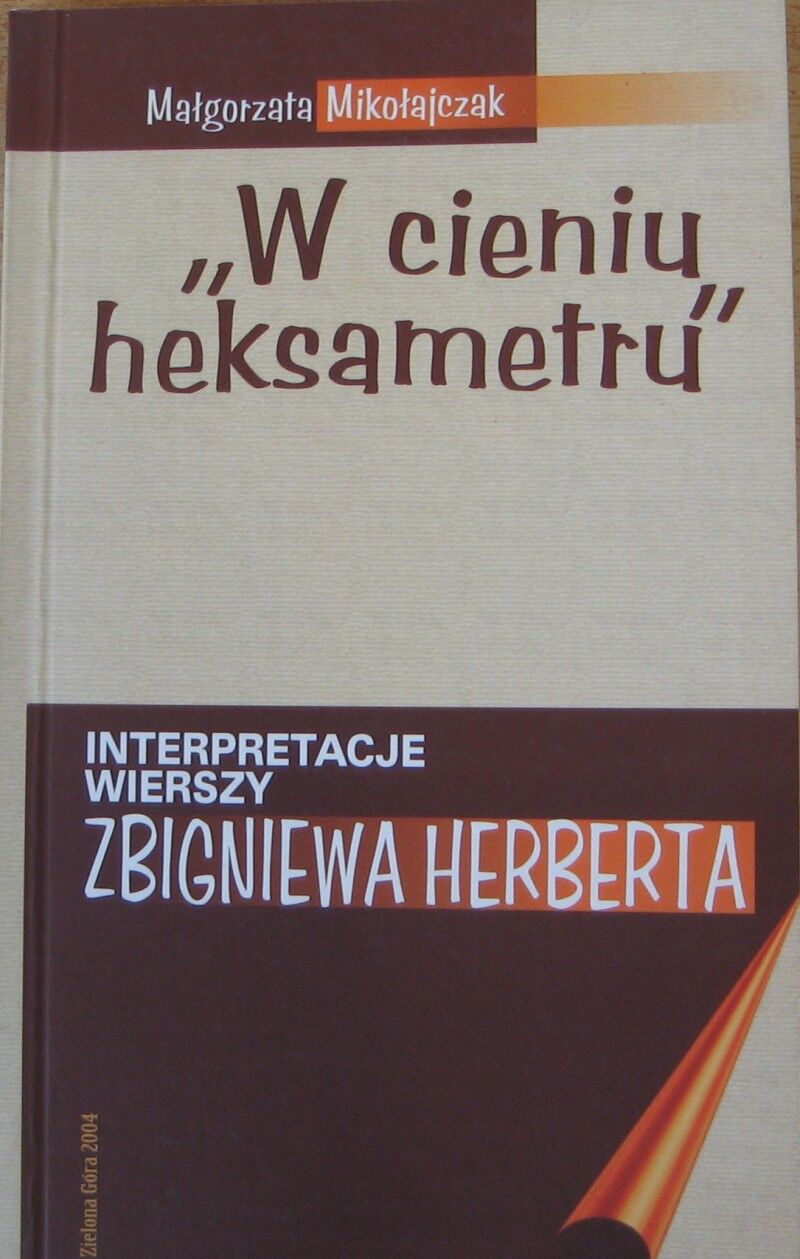 Małgorzata Mikołajczak
„W cieniu
heksametru”
INTERPRETACJE
WIERSZY
ZBIGNIEWA HERBERTA
Zielona Góra 2004